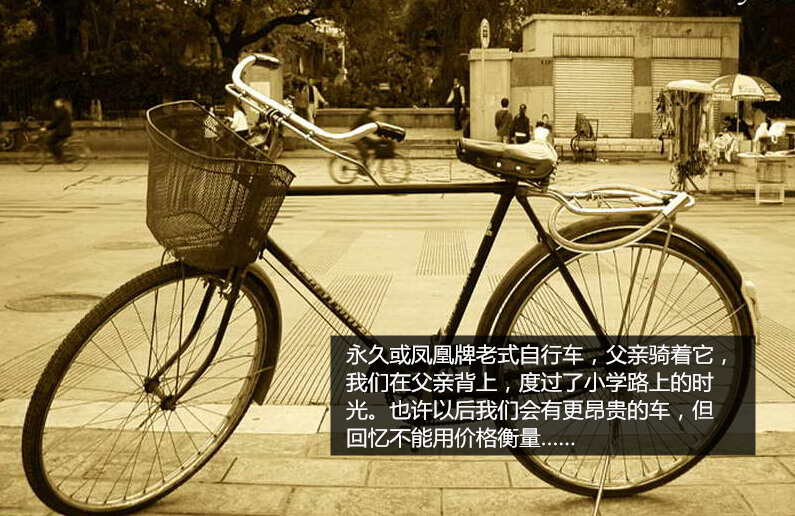 永久或凤凰牌老式自行车，父亲骑着它，
我们在父亲背上，度过了小学路上的时
光。也许以后我们会有更昂贵的车，但
回忆不能用价格衡量......